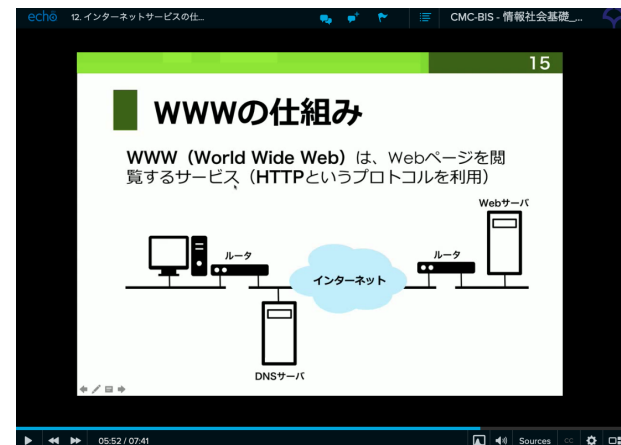 echo
12. インターネットサービスの仕...
CMC-BIS - 情報社会基礎_...
15
WWWの仕組み
WWW（World Wide Web）は、Webページを閲
覧するサービス（HTTPというプロトコルを利用）
Webサーバ
ルータ
ルータ
インターネット
DNSサーバ
05:52 / 07:41
Sources
CC